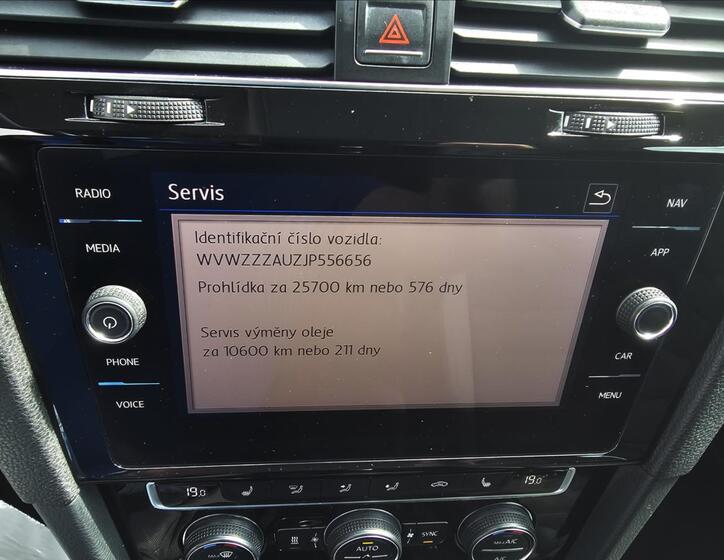 RADIO
Servis
NAV
MEDIA
Identifikační číslo vozidla:
WVWZZZAUZJP556656
APP
Prohlídka za 25700 km nebo 576 dny
Servis výměny oleje
za 10600 km nebo 211 dny
PHONE
CAR
VOICE
MENU
19.0
19.0
AUTO
SYNC
A/C